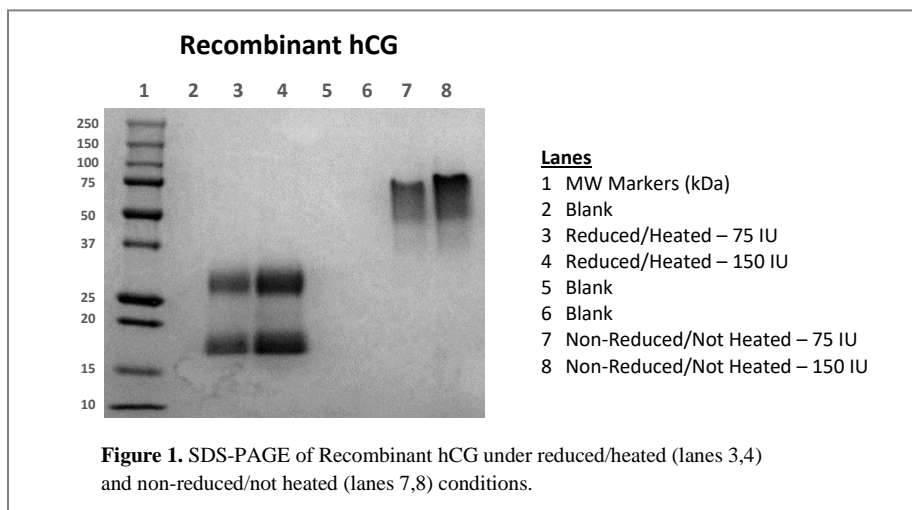 Recombinant hCG
1 2 3 4 5 6 7 8
250
150
100
75
50
37
25
20
15
10
Lanes
1 MW Markers (kDa)
2 Blank
3 Reduced/Heated – 75 IU
4 Reduced/Heated – 150 IU
5 Blank
6 Blank
7 Non-Reduced/Not Heated – 75 IU
8 Non-Reduced/Not Heated – 150 IU
Figure 1. SDS-PAGE of Recombinant hCG under reduced/heated (lanes 3,4)
and non-reduced/not heated (lanes 7,8) conditions.